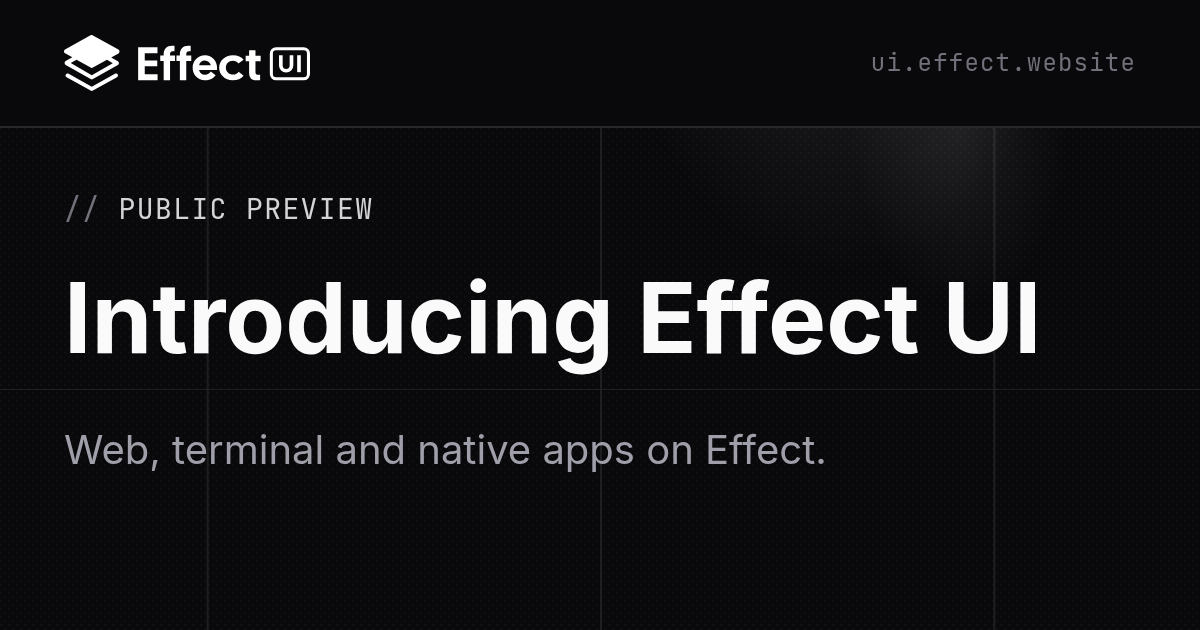 Effect UI
ui.effect.website
// PUBLIC PREVIEW
Introducing Effect UI
Web, terminal and native apps on Effect.